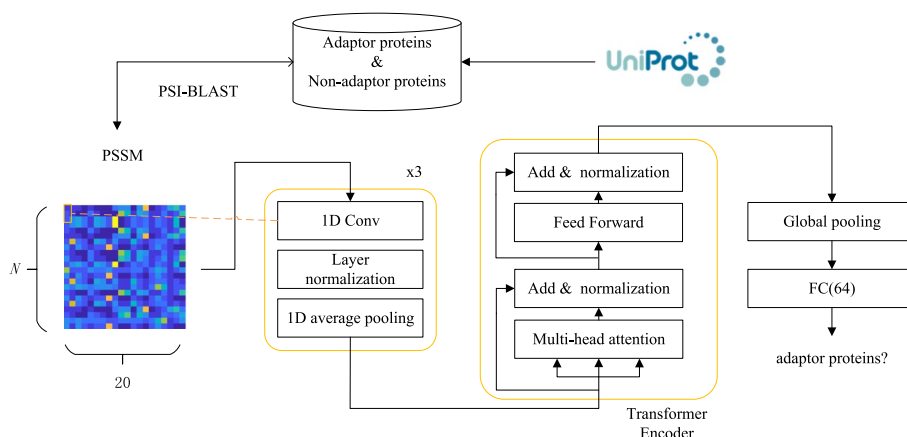 Adaptor proteins
&
Non-adaptor proteins
UniProt
PSI-BLAST
PSSM
N
20
x3
1D Conv
Layer
normalization
1D average pooling
Add & normalization
Feed Forward
Add & normalization
Multi-head attention
Transformer
Encoder
Global pooling
FC(64)
adaptor proteins?